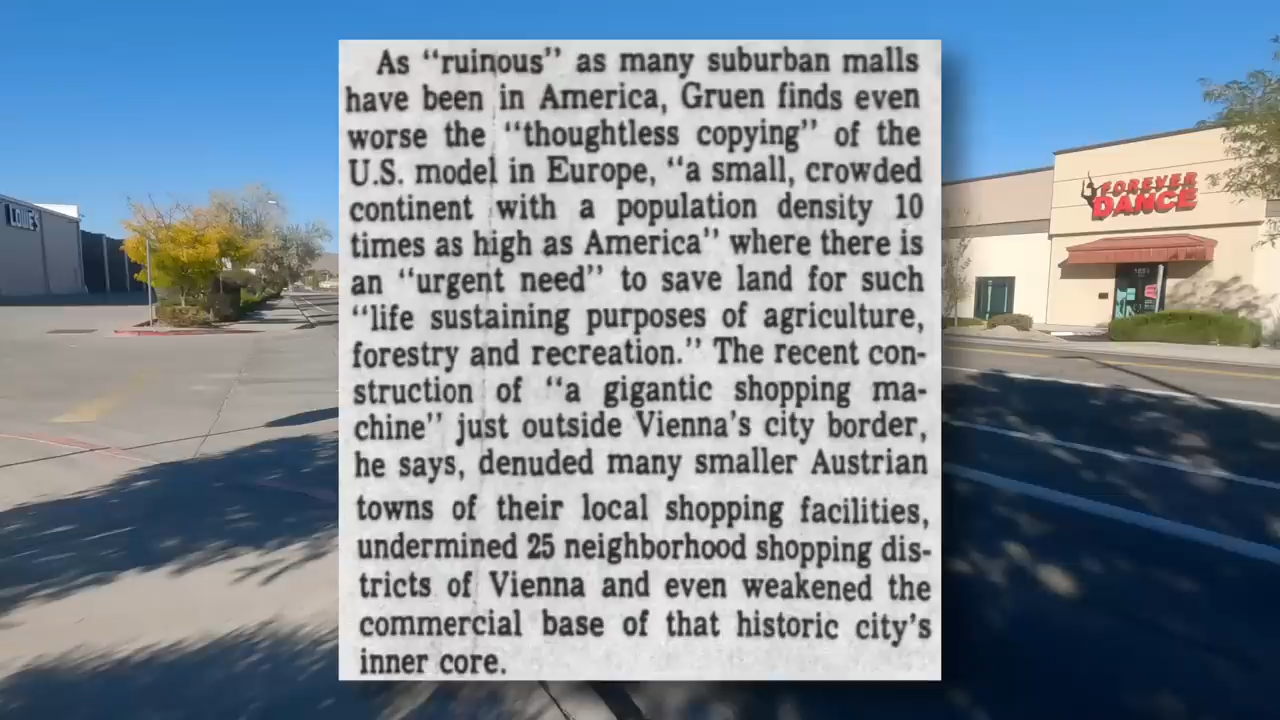 As “ruinous” as many suburban malls
have been in America, Gruen finds even
worse the “thoughtless copying” of the
U.S. model in Europe, “a small, crowded
continent with a population density 10
times as high as America” where there is
an “urgent need” to save land for such
“life sustaining purposes of agriculture,
forestry and recreation.” The recent con-
struction of “a gigantic shopping ma-
chine” just outside Vienna’s city border,
he says, denuded many smaller Austrian
towns of their local shopping facilities,
undermined 25 neighborhood shopping dis-
tricts of Vienna and even weakened the
commercial base of that historic city’s
inner core.
LOWE'S
FOREVER
DANCE